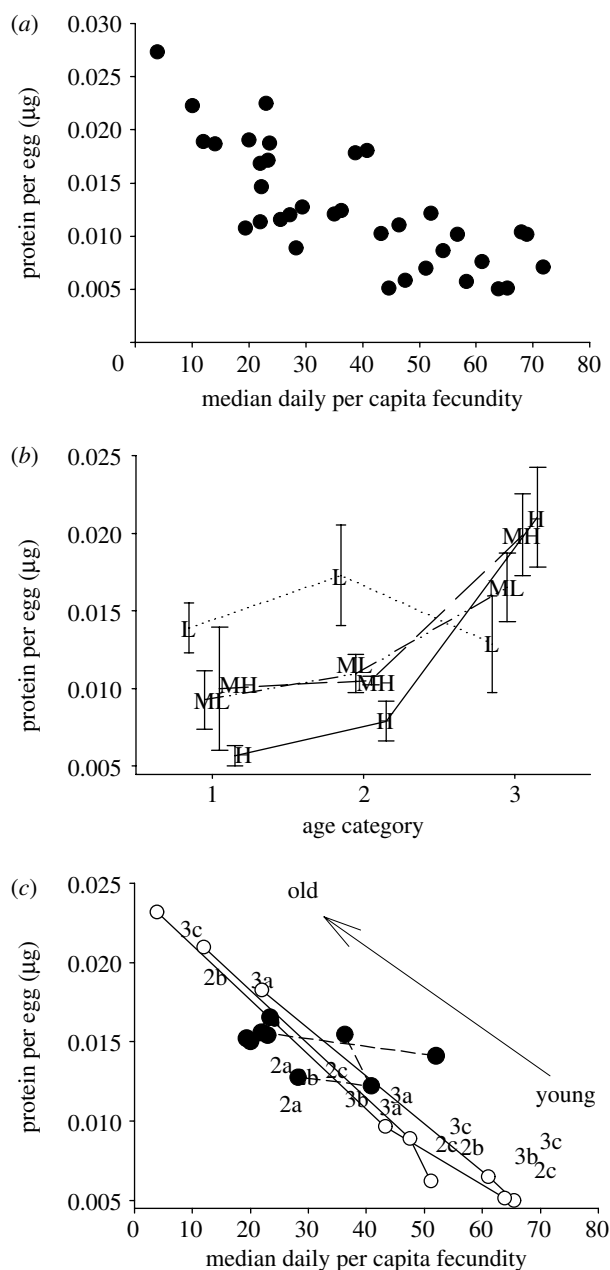 (a)
0.030
0.025
0.020
0.015
0.010
0.005
protein per egg (µg)
0 10 20 30 40 50 60 70 80
median daily per capita fecundity
(b)
0.025
0.020
0.015
0.010
0.005
protein per egg (µg)
L L L
ML ML ML
MH MH MH
H H H
1 2 3
age category
(c)
0.025
0.020
0.015
0.010
0.005
protein per egg (µg)
old
young
3c
2b 3a
2a 2b 2c
2a 3b 3a
3a
3c
2c 2b 3c
3b
2c
0 10 20 30 40 50 60 70 80
median daily per capita fecundity